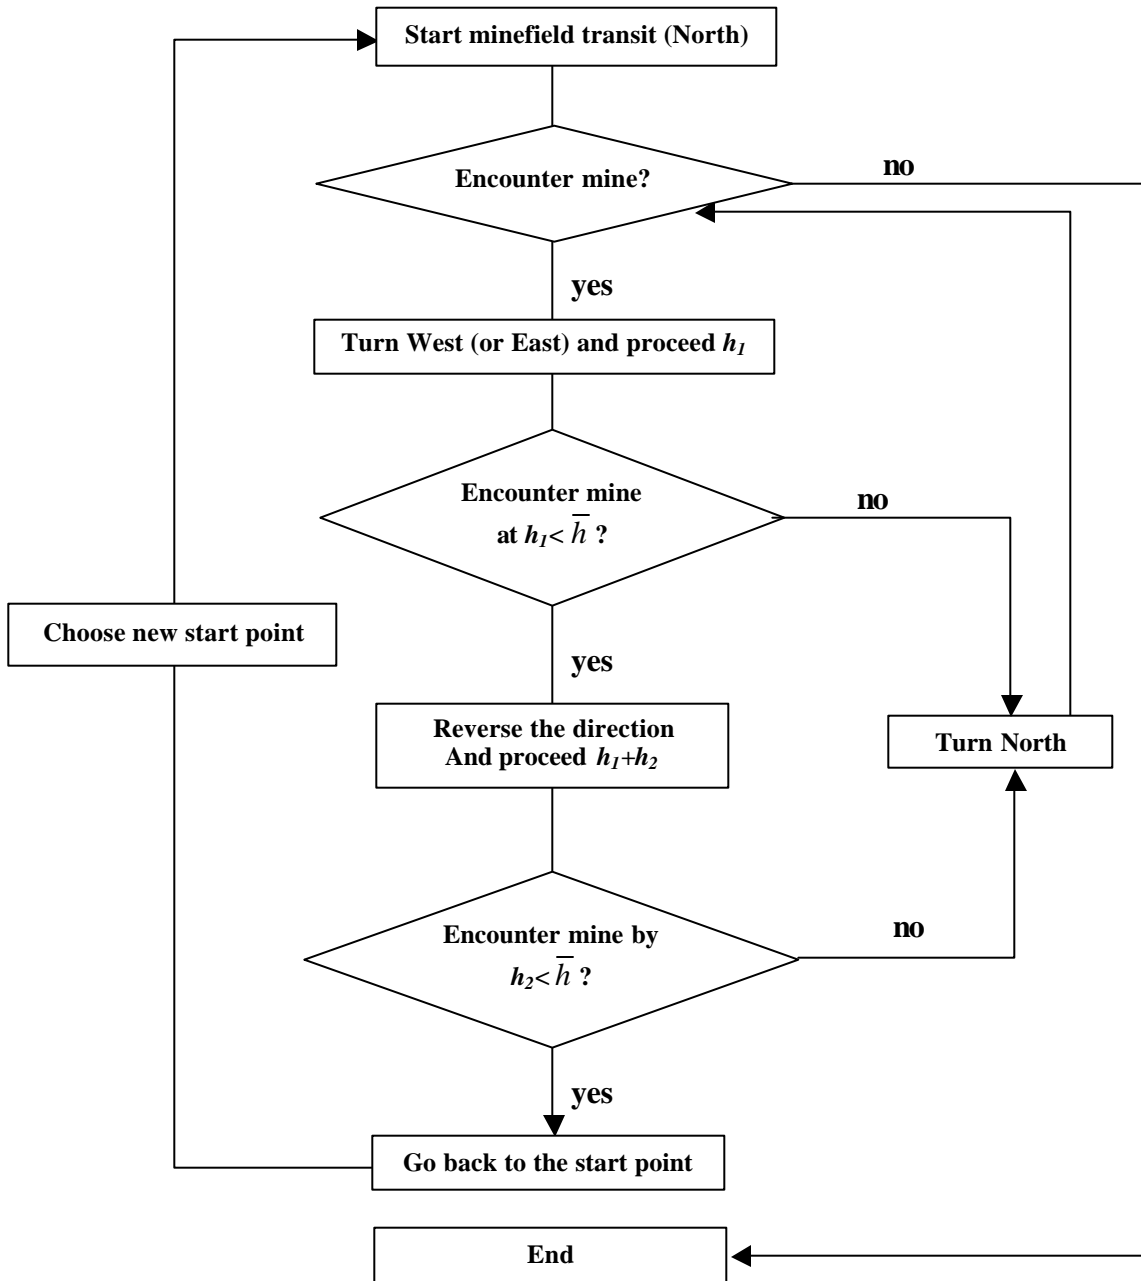 Start minefield transit (North)
Encounter mine?
no
yes
Turn West (or East) and proceed h₁
Encounter mine
at h₁< h̅ ?
no
Choose new start point
yes
Reverse the direction
And proceed h₁+h₂
Turn North
Encounter mine by
h₂< h̅ ?
no
yes
Go back to the start point
End